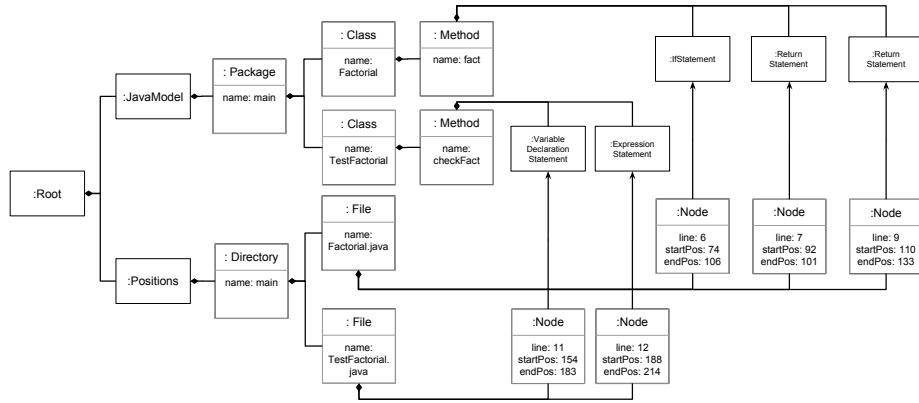 : Class
name:
Factorial
: Method
name: fact
:IfStatement
:Return
Statement
:Return
Statement
:JavaModel
: Package
name: main
: Class
name:
:TestFactorial
: Method
name:
checkFact
:Variable
Declaration
Statement
:Expression
Statement
:Root
: File
name:
Factorial.java
:Node
line: 6
startPos: 74
endPos: 106
:Node
line: 7
startPos: 92
endPos: 101
:Node
line: 9
startPos: 110
endPos: 133
:Positions
: Directory
name: main
: File
name:
TestFactorial.
java
:Node
line: 11
startPos: 154
endPos: 183
:Node
line: 12
startPos: 188
endPos: 214